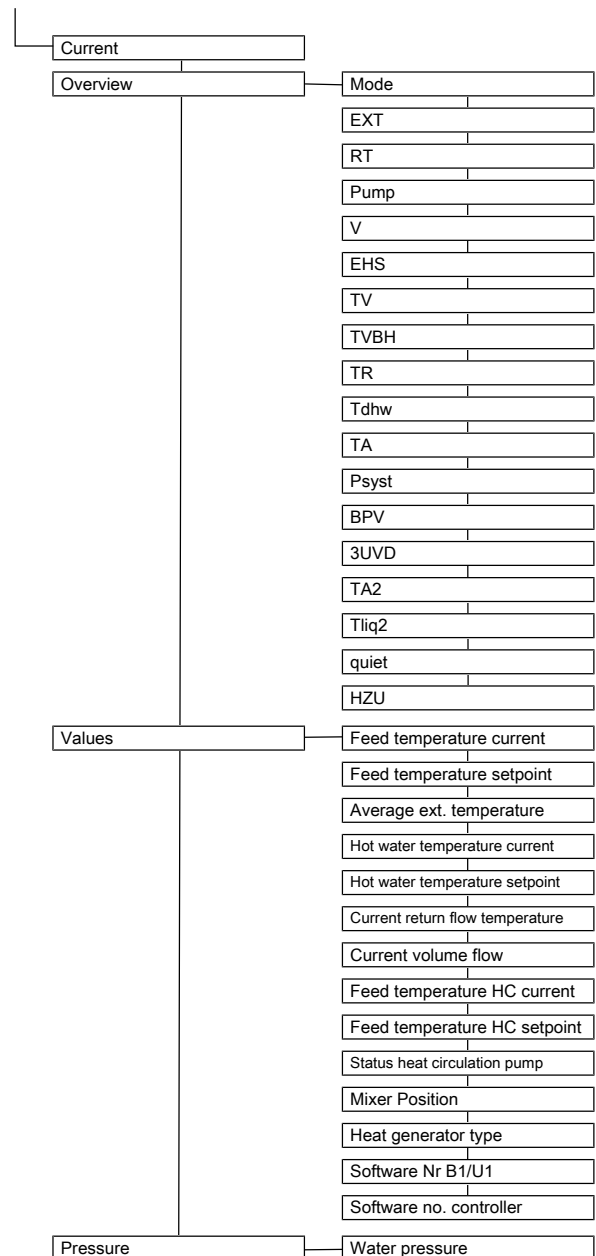 Current
Overview
Mode
EXT
RT
Pump
V
EHS
TV
TVBH
TR
Tdhw
TA
Psyst
BPV
3UVD
TA2
Tliq2
quiet
HZU
Values
Feed temperature current
Feed temperature setpoint
Average ext. temperature
Hot water temperature current
Hot water temperature setpoint
Current return flow temperature
Current volume flow
Feed temperature HC current
Feed temperature HC setpoint
Status heat circulation pump
Mixer Position
Heat generator type
Software Nr B1/U1
Software no. controller
Pressure
Water pressure